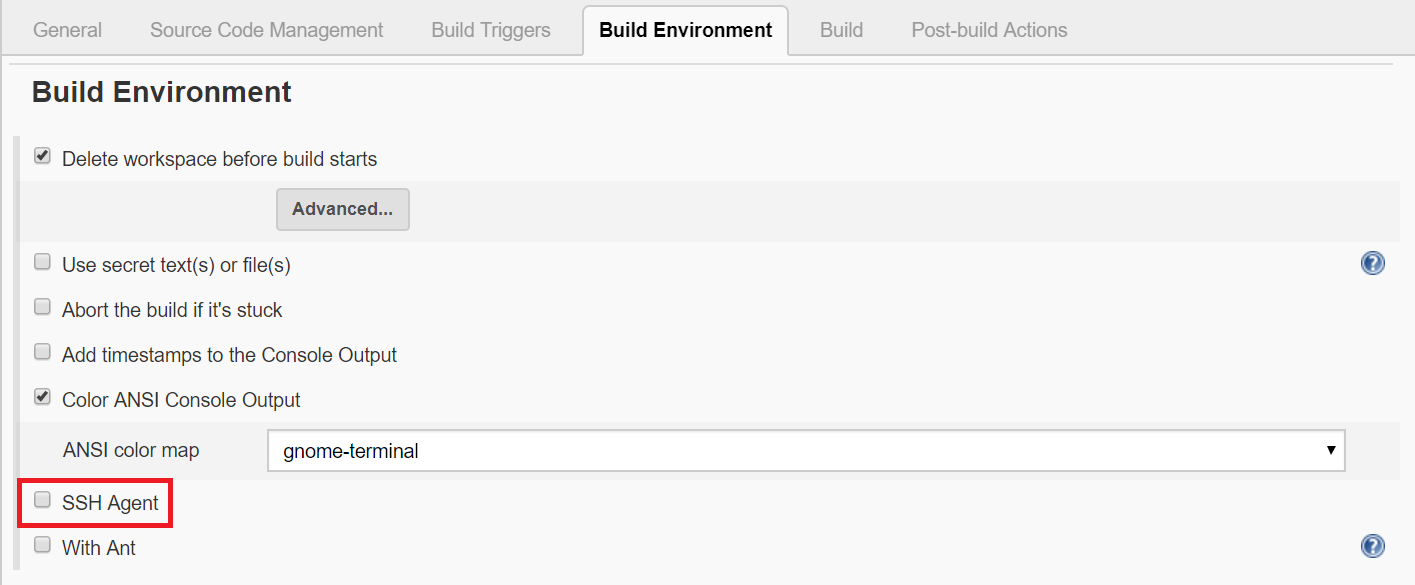 General Source Code Management Build Triggers Build Environment Build Post-build Actions
Build Environment
Delete workspace before build starts
Advanced...
Use secret text(s) or file(s)
Abort the build if it's stuck
Add timestamps to the Console Output
Color ANSI Console Output
ANSI color map gnome-terminal
SSH Agent
With Ant